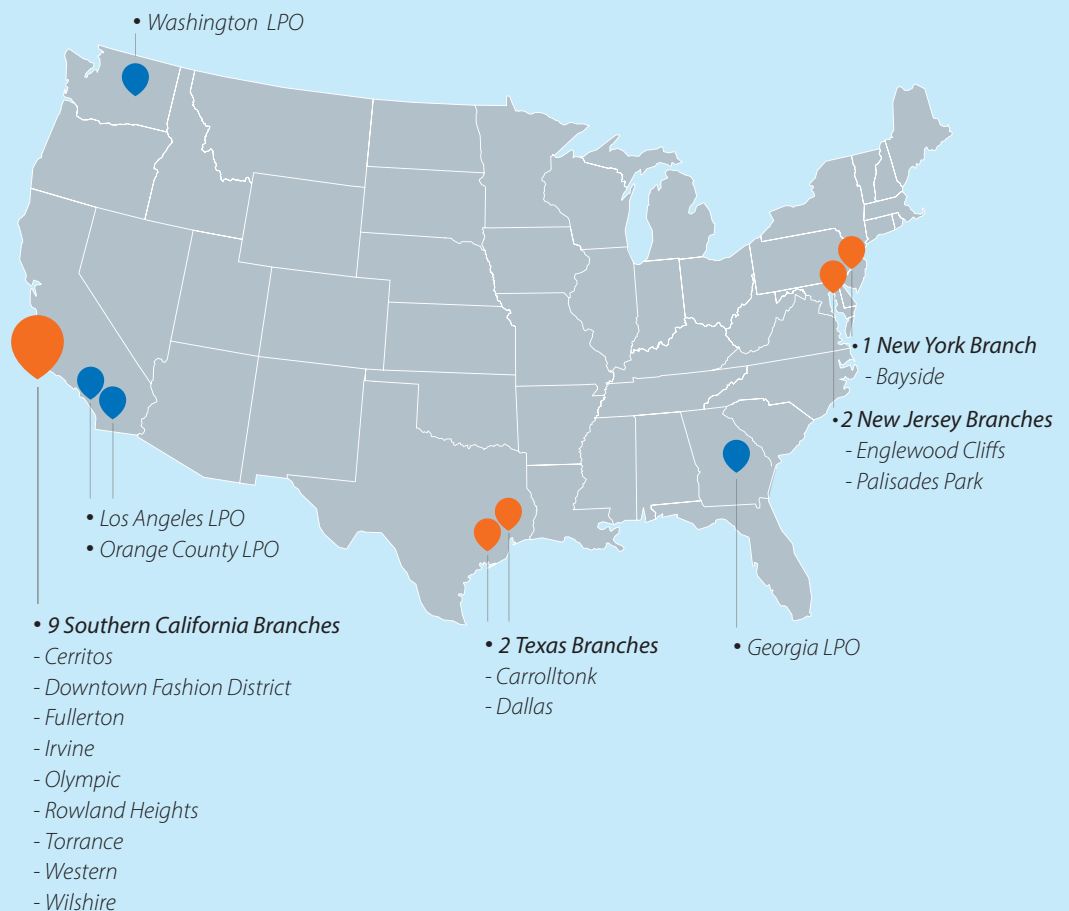 • Washington LPO
• 1 New York Branch
- Bayside
• 2 New Jersey Branches
- Englewood Cliffs
- Palisades Park
• Los Angeles LPO
• Orange County LPO
• 9 Southern California Branches
- Cerritos
- Downtown Fashion District
- Fullerton
- Irvine
- Olympic
- Rowland Heights
- Torrance
- Western
- Wilshire
• 2 Texas Branches
- Carrolltonk
- Dallas
• Georgia LPO